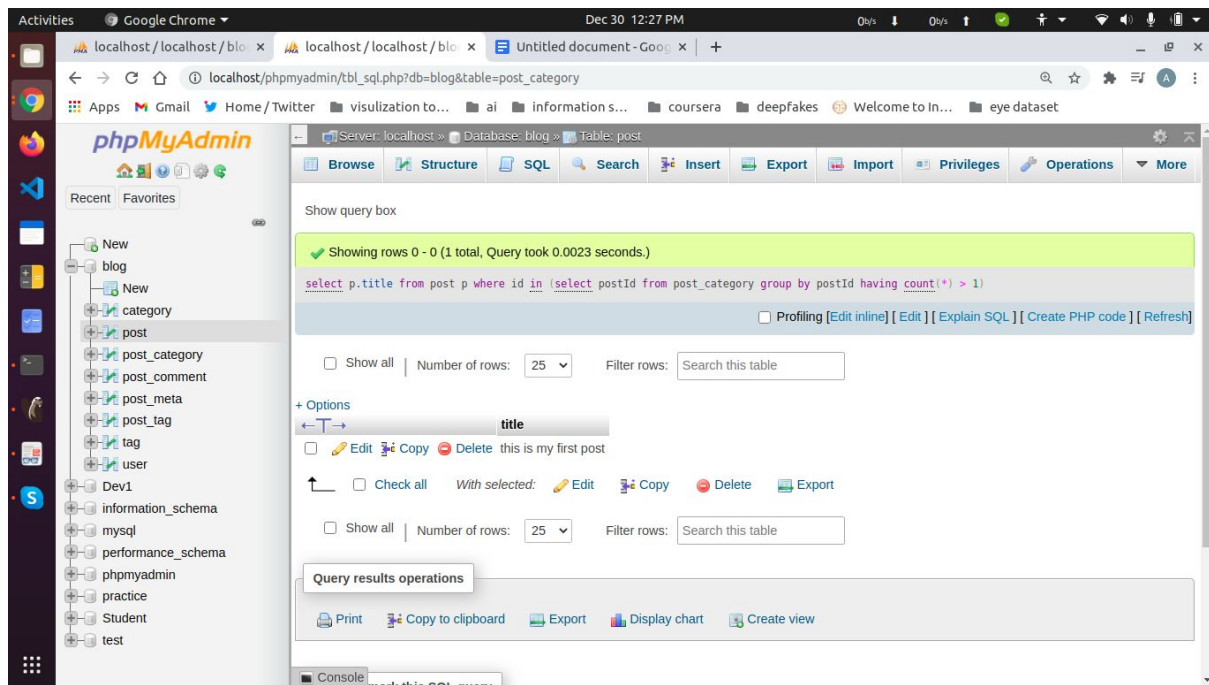 Activities Google Chrome Dec 30 12:27 PM 0b/s 0b/s
localhost / localhost / blo localhost / localhost / blo Untitled document - Goog
localhost/phpmyadmin/tbl_sql.php?db=blog&table=post_category A
Apps Gmail Home / Twitter visulization to... ai information s... coursera deepfakes Welcome to In... eye dataset
phpMyAdmin
Recent Favorites
New
blog
New
category
post
post_category
post_comment
post_meta
post_tag
tag
user
Dev1
information_schema
mysql
performance_schema
phpmyadmin
practice
Student
test
Server: localhost » Database: blog » Table: post
Browse Structure SQL Search Insert Export Import Privileges Operations More
Show query box
Showing rows 0 - 0 (1 total, Query took 0.0023 seconds.)
select p.title from post p where id in (select postId from post_category group by postId having count(*) > 1)
Profiling [Edit inline] [ Edit ] [ Explain SQL ] [ Create PHP code ] [ Refresh]
Show all | Number of rows: 25 Filter rows: Search this table
+ Options
←T→ title
Edit Copy Delete this is my first post
Check all With selected: Edit Copy Delete Export
Show all | Number of rows: 25 Filter rows: Search this table
Query results operations
Print Copy to clipboard Export Display chart Create view
Console